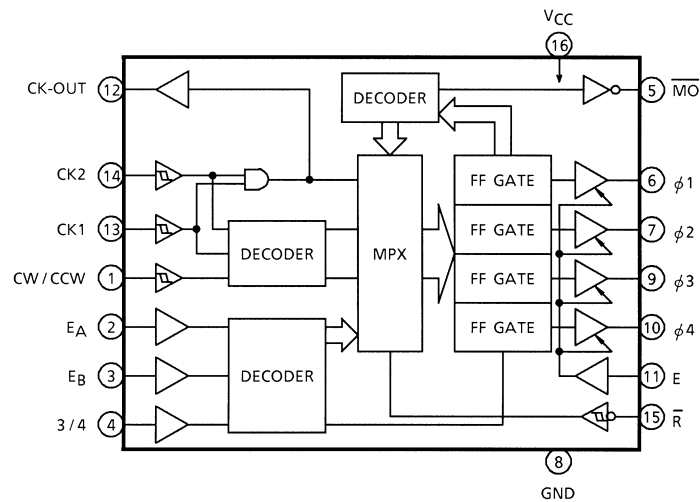 VCC
16
CK-OUT 12
DECODER
5 MO
CK2 14
FF GATE
6 ϕ1
CK1 13
DECODER
MPX
FF GATE
7 ϕ2
CW/CCW 1
FF GATE
9 ϕ3
EA 2
FF GATE
10 ϕ4
EB 3
DECODER
11 E
3/4 4
15 R
8
GND